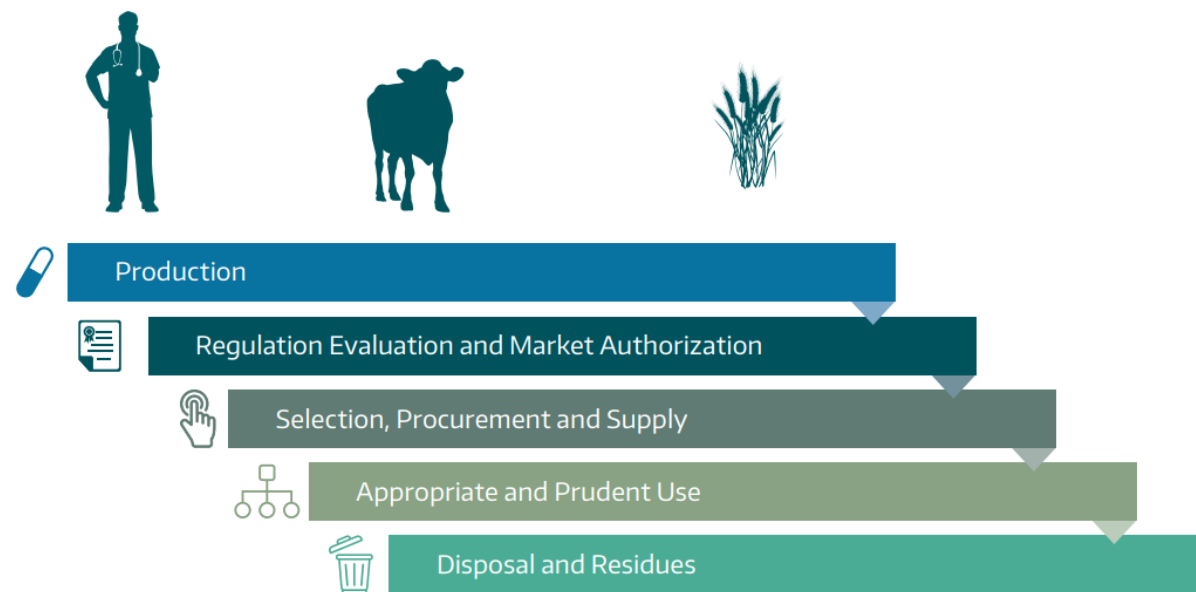 Production
Regulation Evaluation and Market Authorization
Selection, Procurement and Supply
Appropriate and Prudent Use
Disposal and Residues